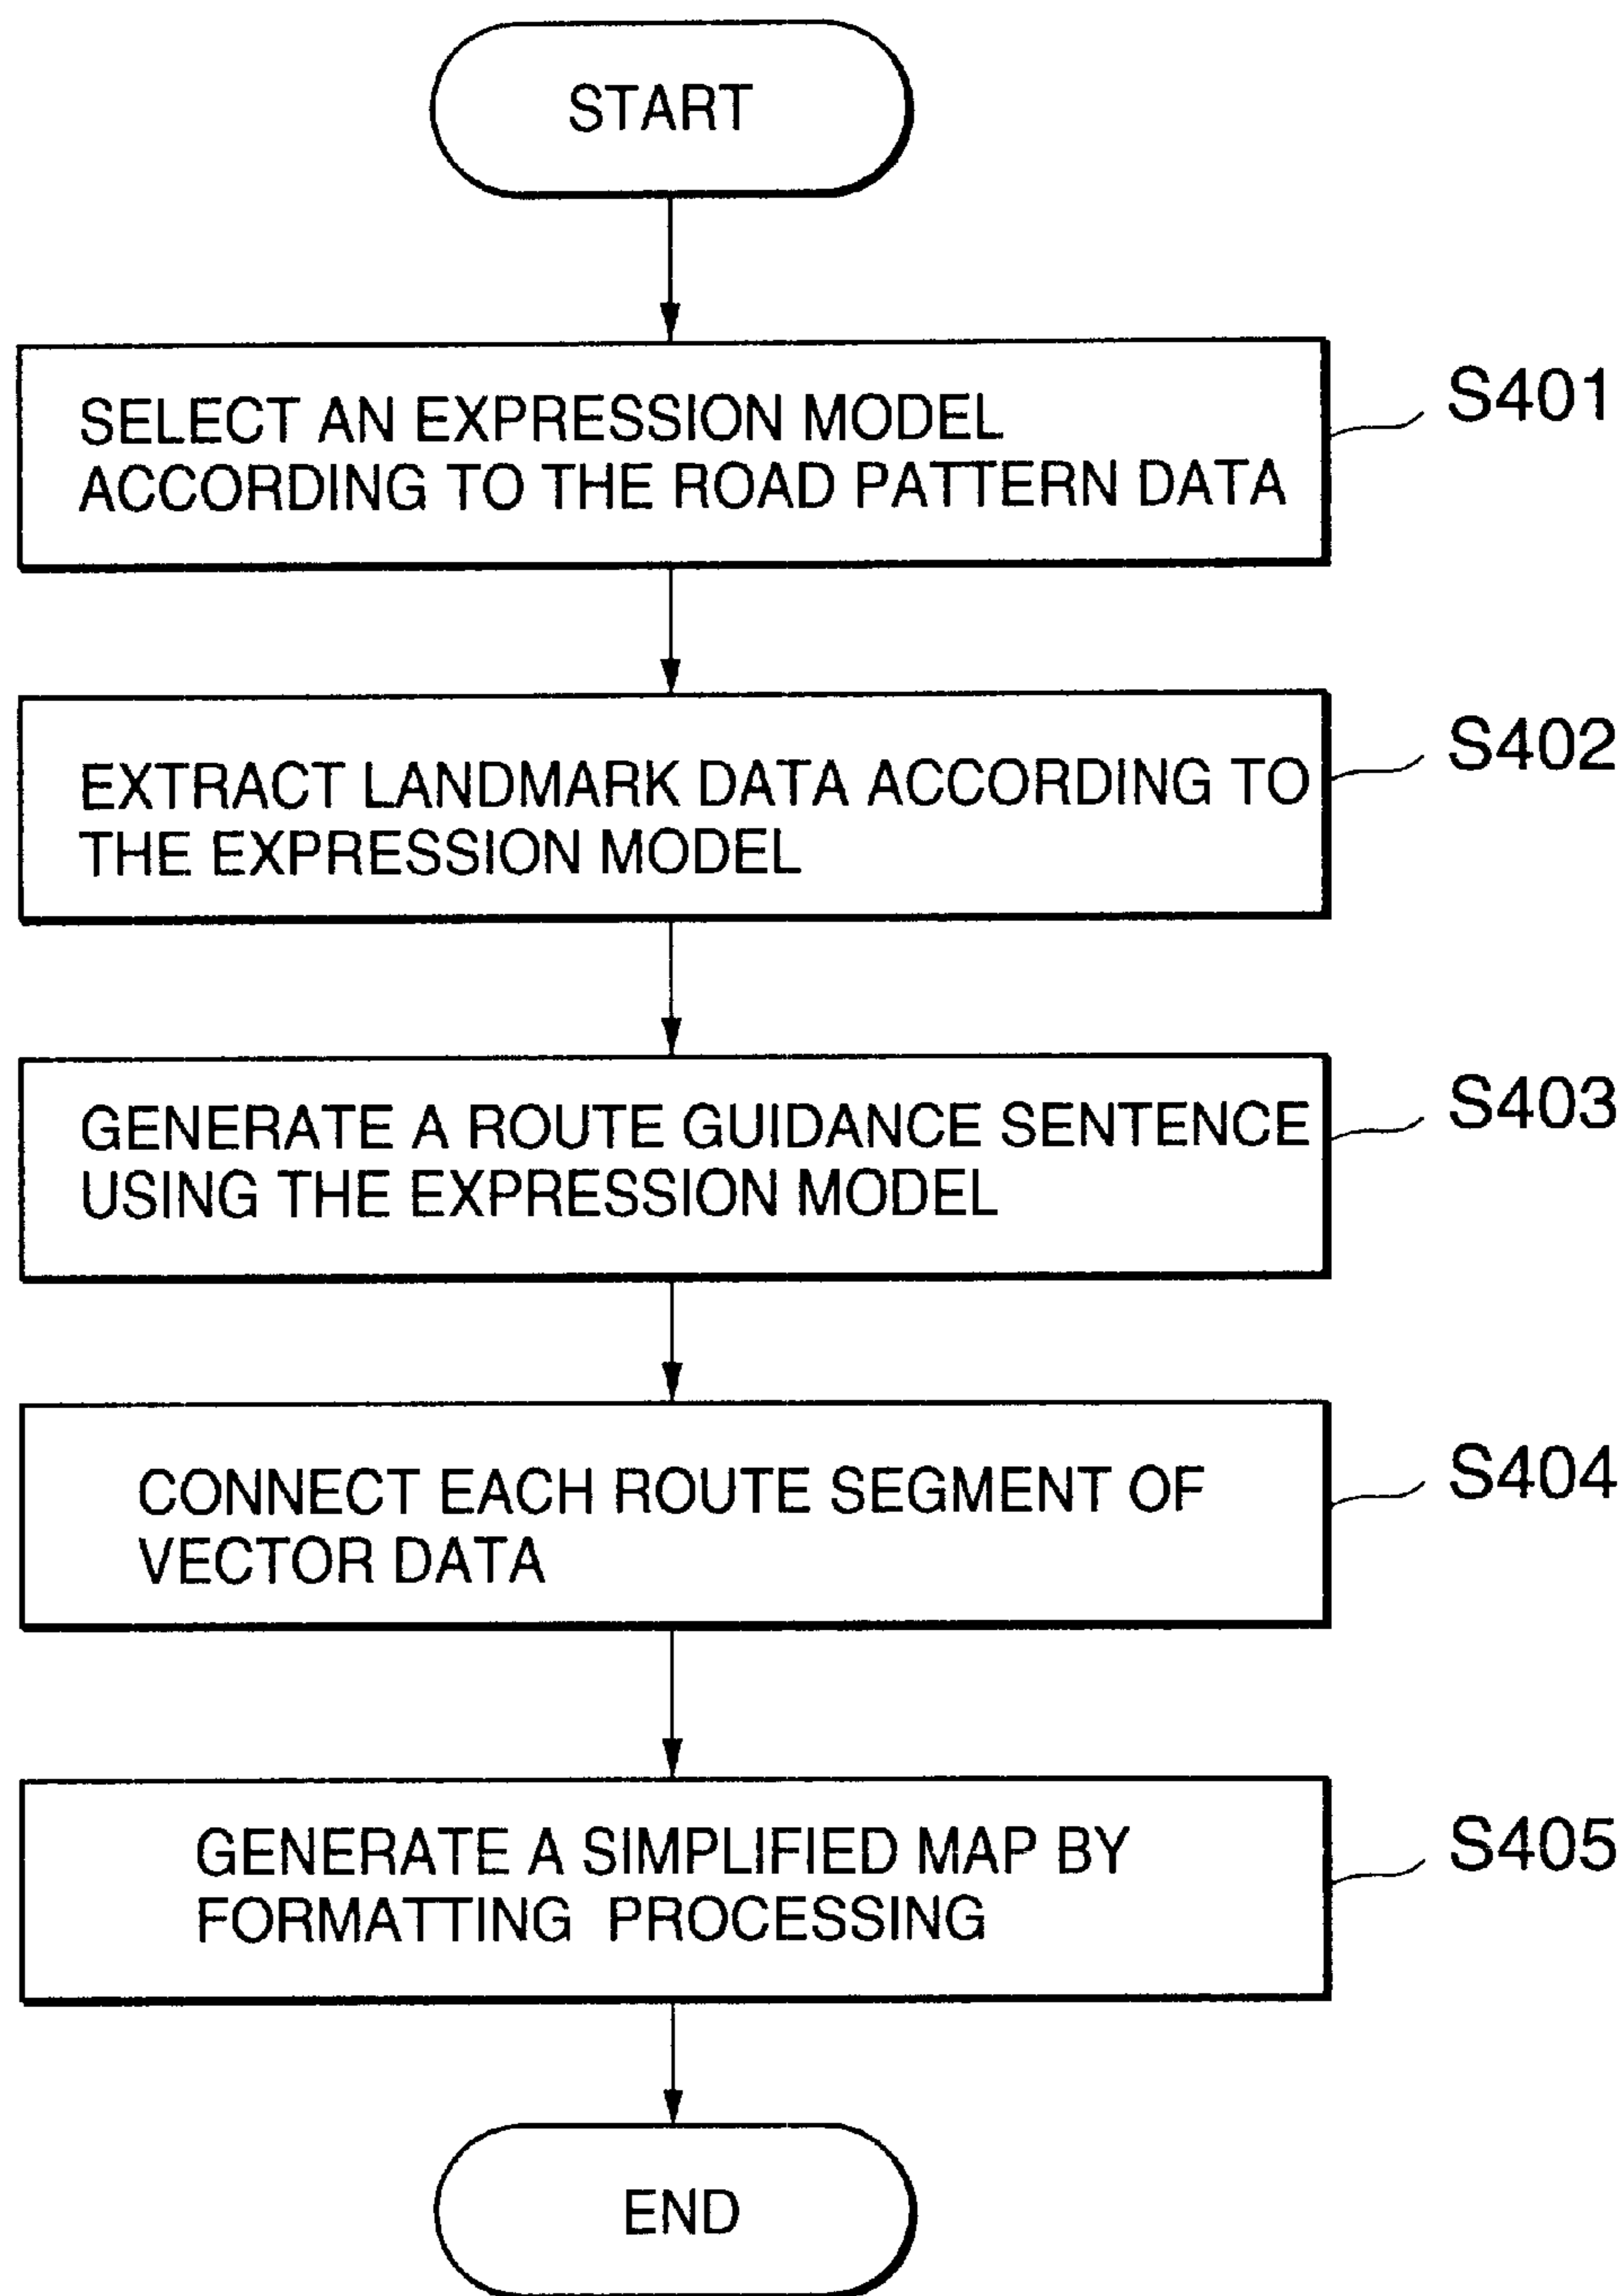 START
SELECT AN EXPRESSION MODEL
ACCORDING TO THE ROAD PATTERN DATA
S401
EXTRACT LANDMARK DATA ACCORDING TO
THE EXPRESSION MODEL
S402
GENERATE A ROUTE GUIDANCE SENTENCE
USING THE EXPRESSION MODEL
S403
CONNECT EACH ROUTE SEGMENT OF
VECTOR DATA
S404
GENERATE A SIMPLIFIED MAP BY
FORMATTING PROCESSING
S405
END